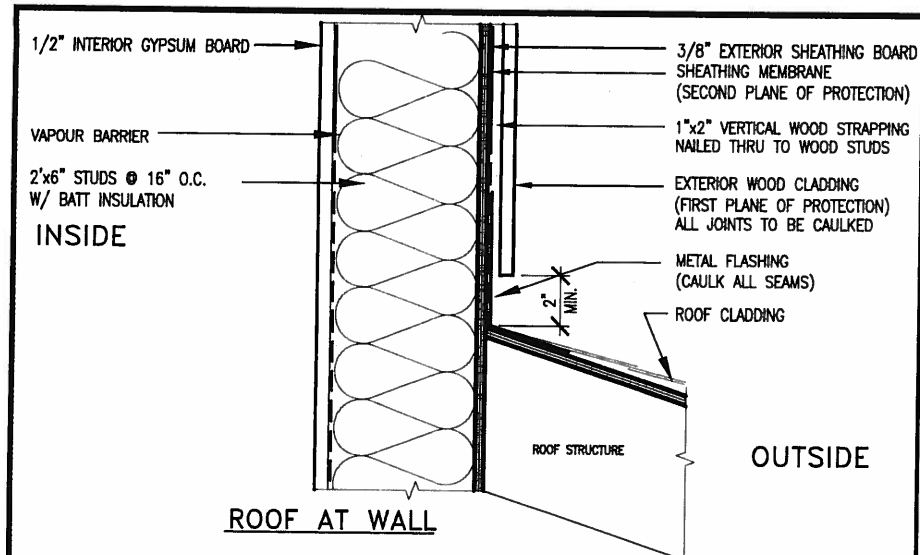 1/2" INTERIOR GYPSUM BOARD
VAPOUR BARRIER
2'x6" STUDS @ 16" O.C.
W/ BATT INSULATION
INSIDE
3/8" EXTERIOR SHEATHING BOARD
SHEATHING MEMBRANE
(SECOND PLANE OF PROTECTION)
1"x2" VERTICAL WOOD STRAPPING
NAILED THRU TO WOOD STUDS
EXTERIOR WOOD CLADDING
(FIRST PLANE OF PROTECTION)
ALL JOINTS TO BE CAULKED
METAL FLASHING
(CAULK ALL SEAMS)
2"
MIN.
ROOF CLADDING
ROOF STRUCTURE
OUTSIDE
ROOF AT WALL